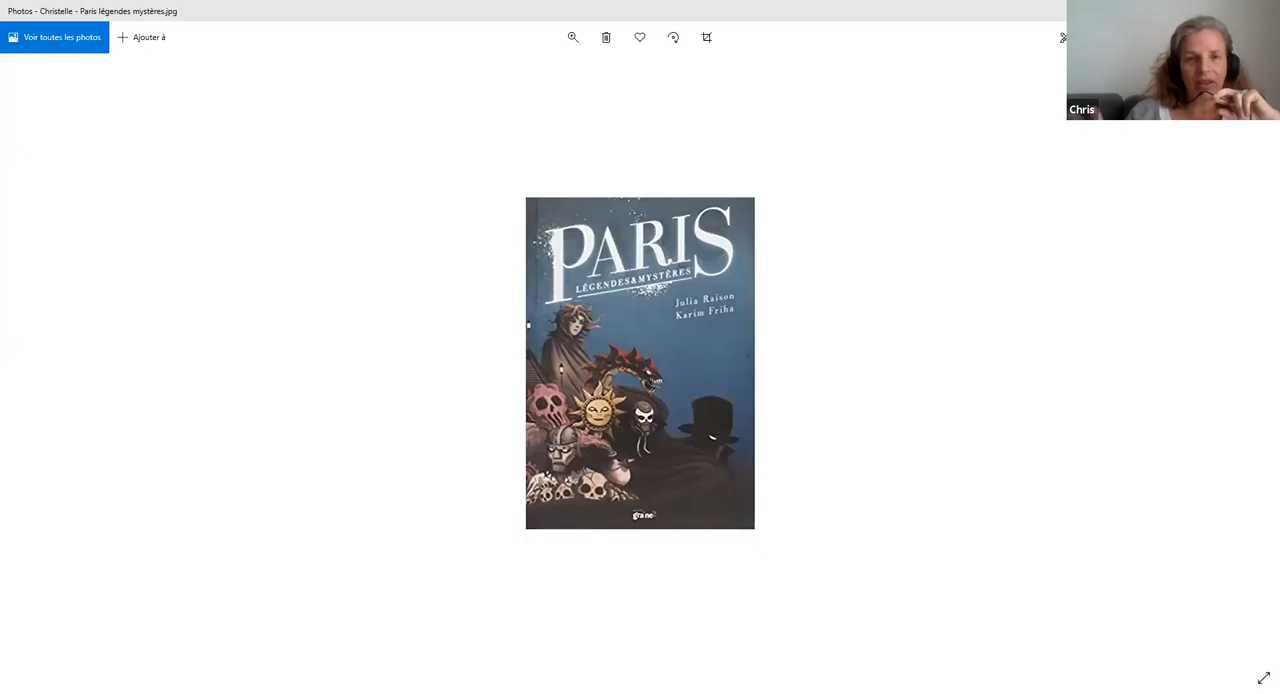 Photos - Christelle - Paris légendes mystères.jpg
Voir toutes les photos
Ajouter à
Chris
PARIS
LÉGENDES & MYSTÈRES
Julia Raison
Karim Friha